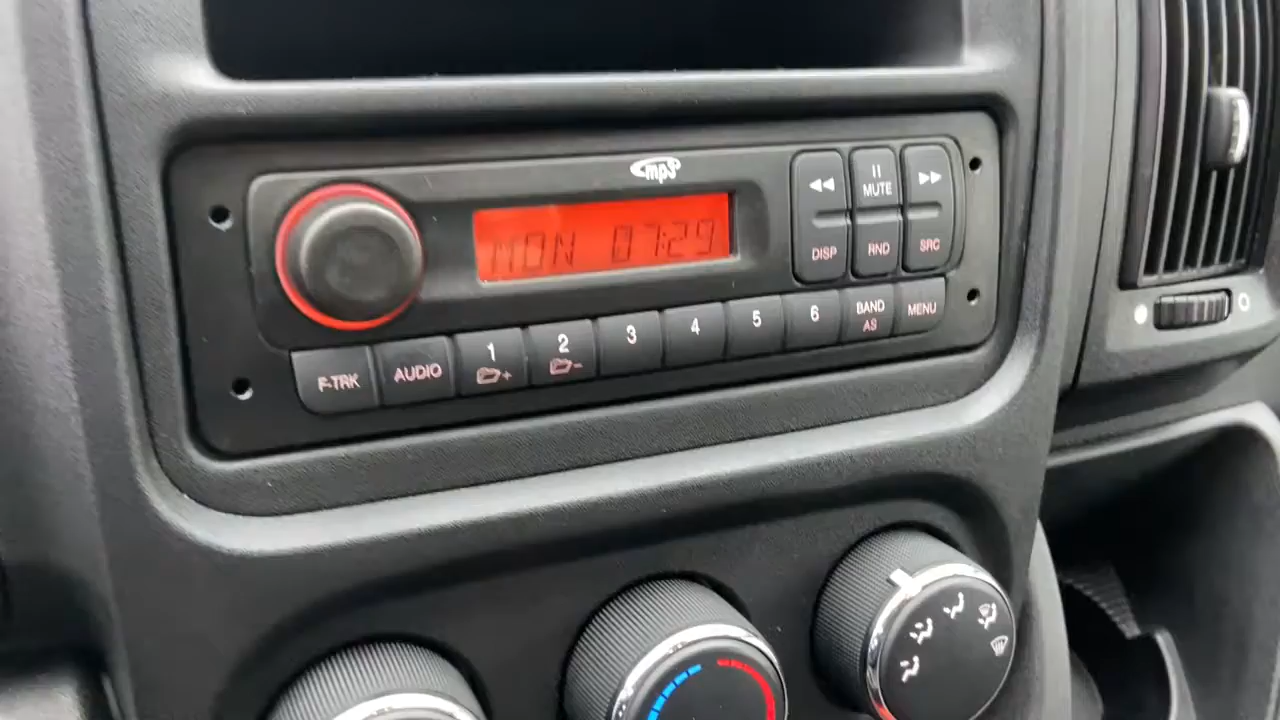 mp3
MON 07:29
MUTE
DISP RND SRC
F-TRK AUDIO 1 2 3 4 5 6 BAND MENU
+ - AS